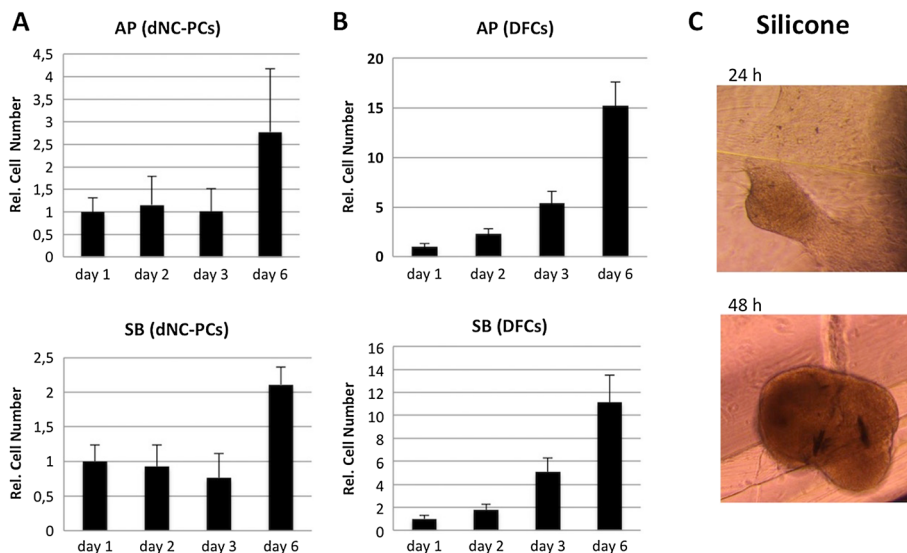 A
AP (dNC-PCs)
Rel. Cell Number
4,5
4
3,5
3
2,5
2
1,5
1
0,5
0
day 1 day 2 day 3 day 6
SB (dNC-PCs)
Rel. Cell Number
2,5
2
1,5
1
0,5
0
day 1 day 2 day 3 day 6
B
AP (DFCs)
Rel. Cell Number
20
15
10
5
0
day 1 day 2 day 3 day 6
SB (DFCs)
Rel. Cell Number
16
14
12
10
8
6
4
2
0
day 1 day 2 day 3 day 6
C
Silicone
24 h
48 h